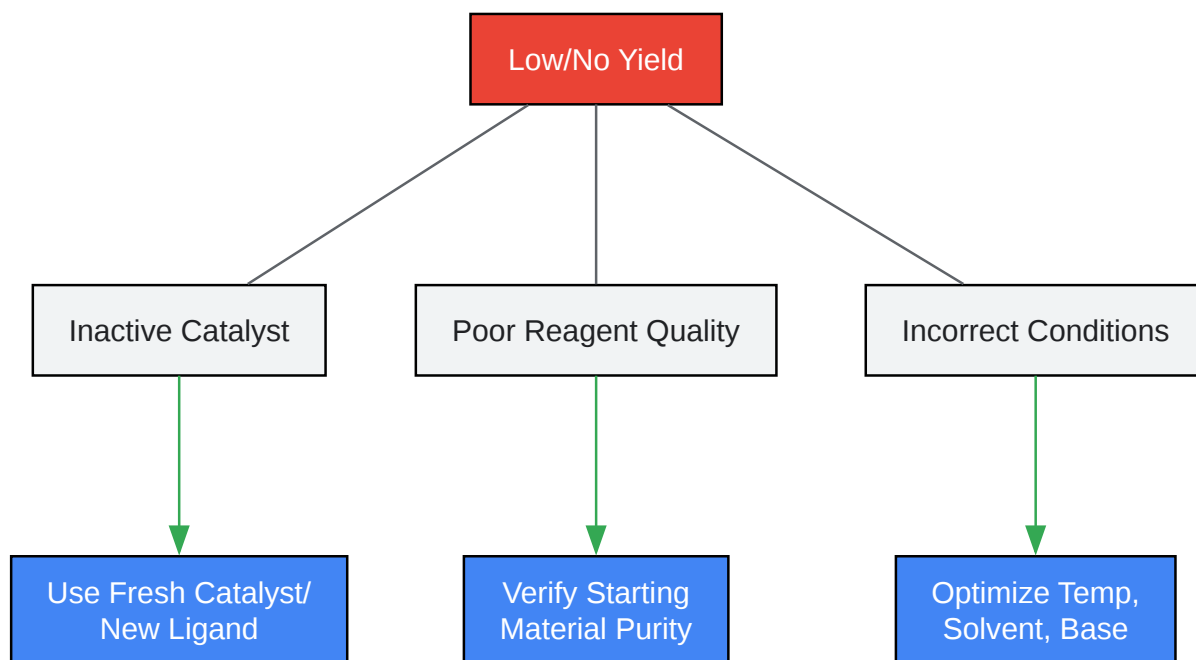 Low/No Yield
Inactive Catalyst
Poor Reagent Quality
Incorrect Conditions
Use Fresh Catalyst/
New Ligand
Verify Starting
Material Purity
Optimize Temp,
Solvent, Base